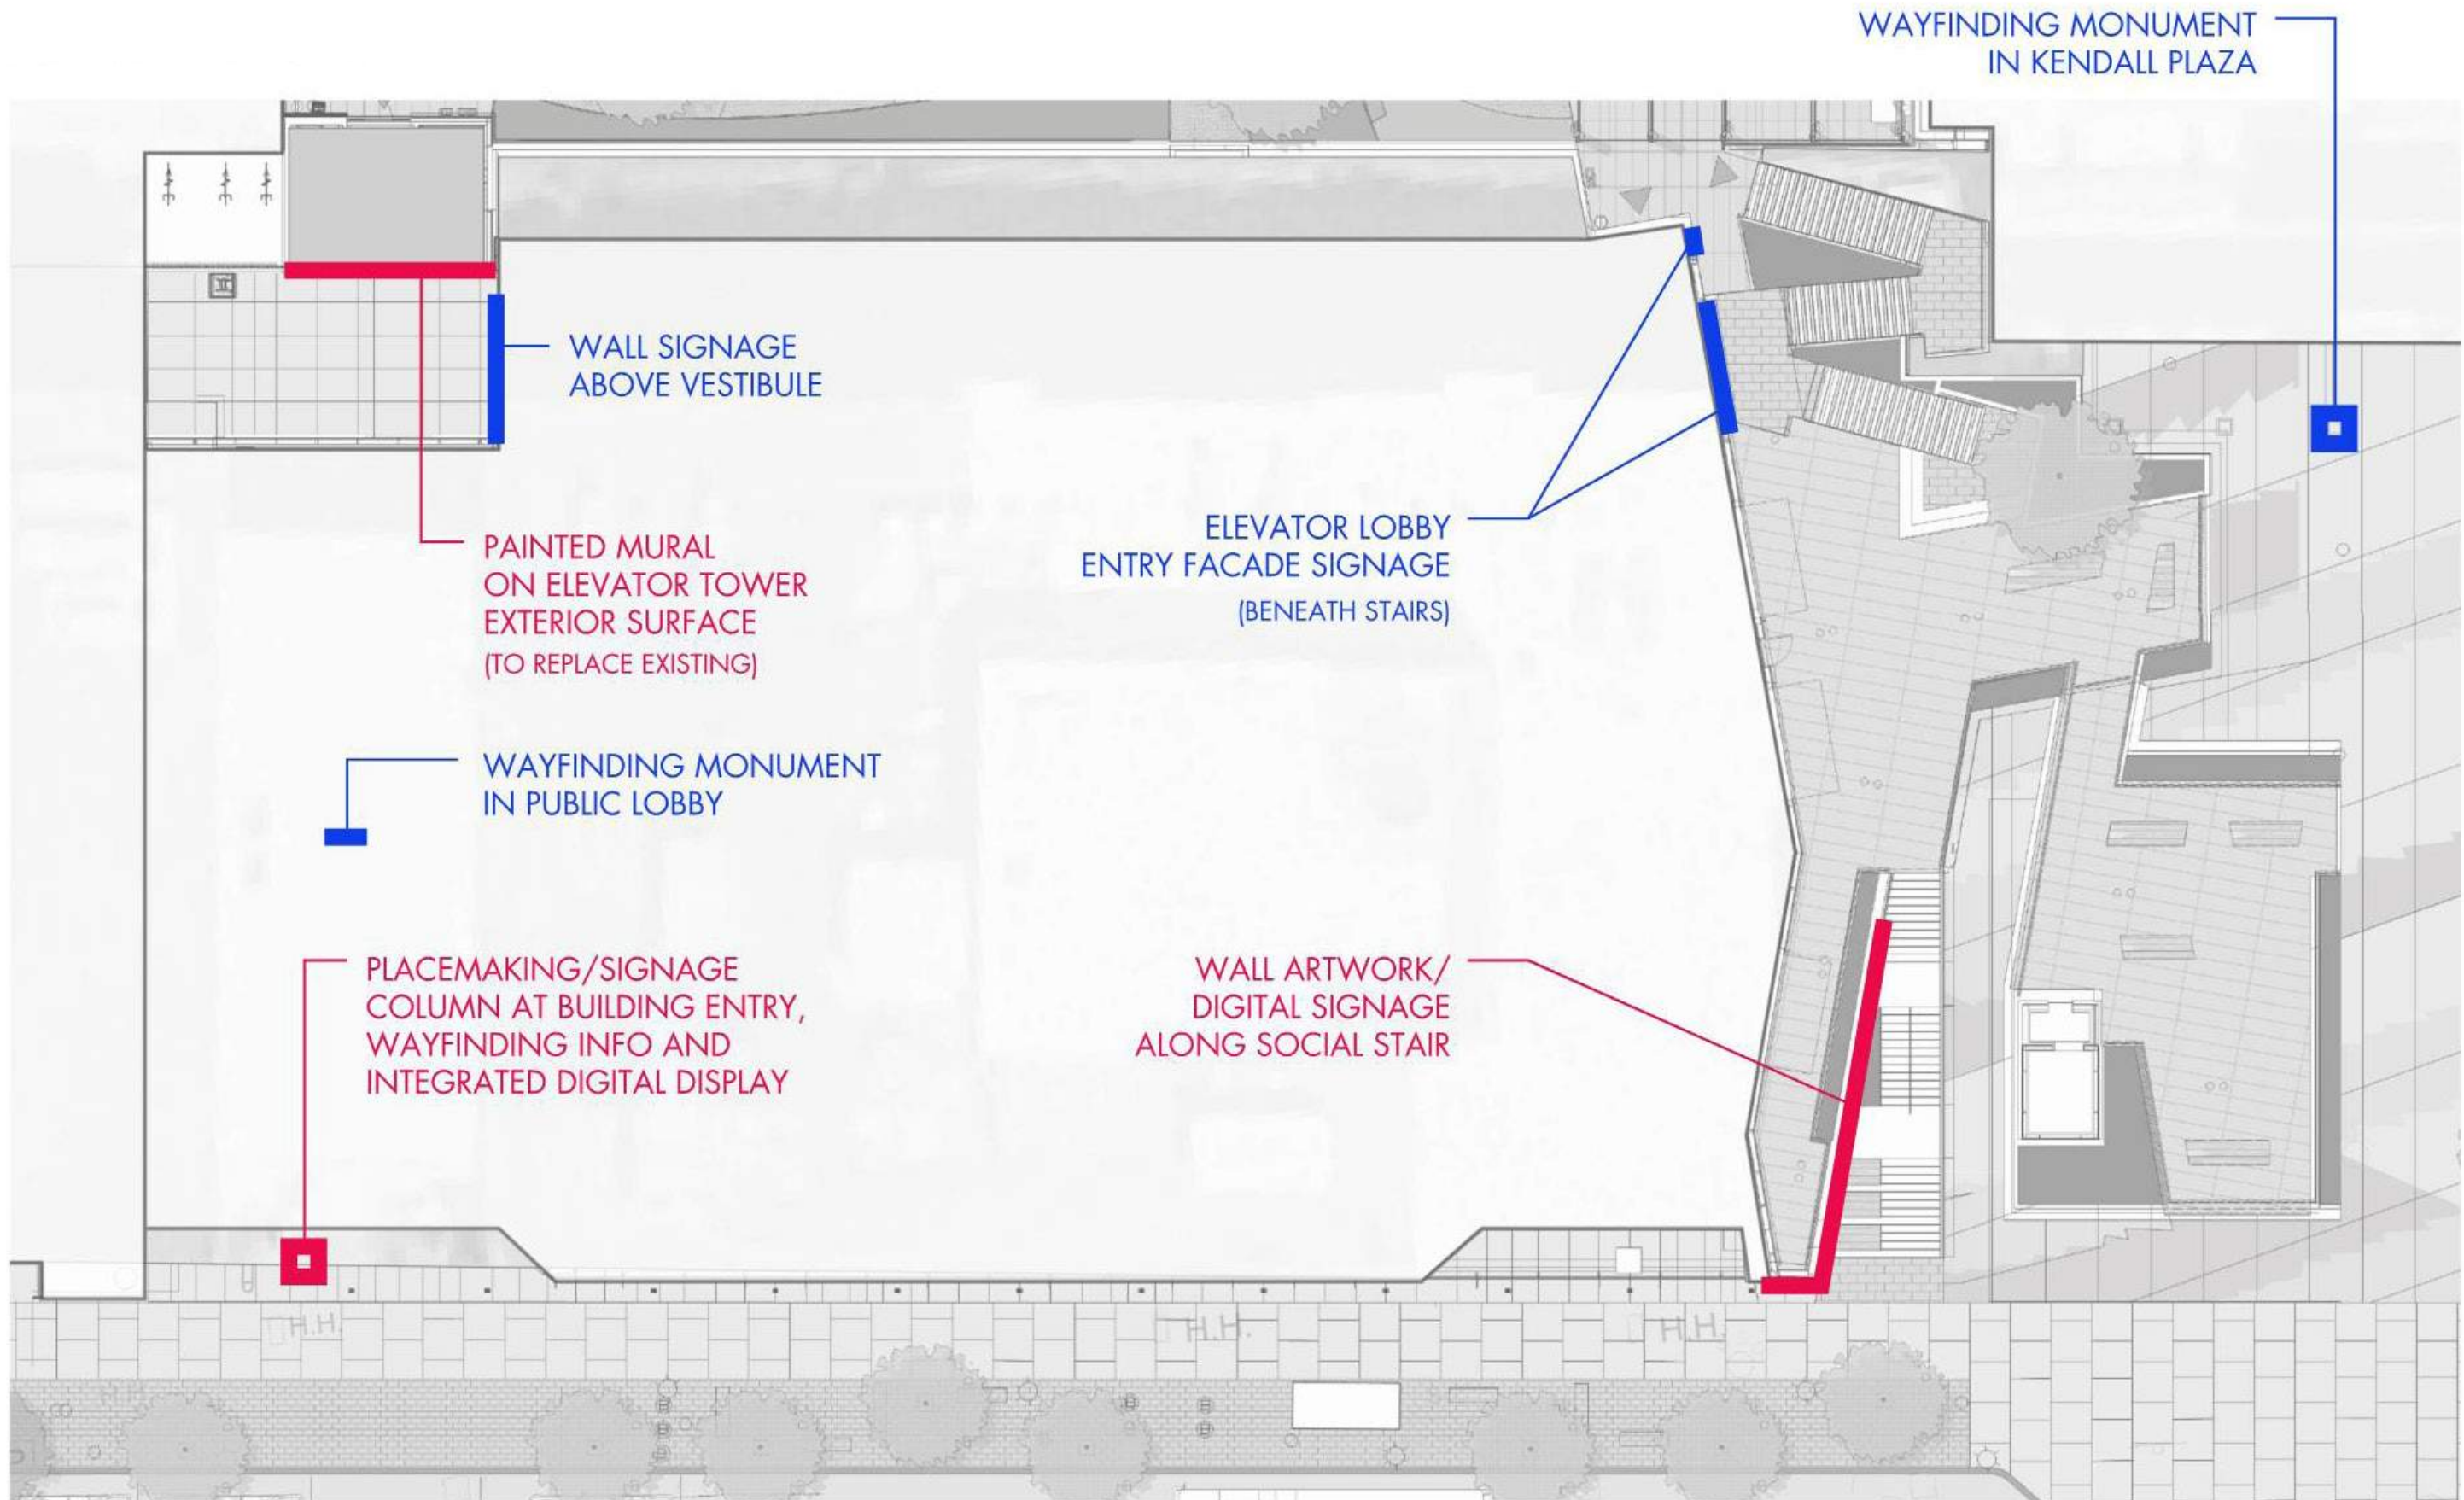 WAYFINDING MONUMENT
IN KENDALL PLAZA
WALL SIGNAGE
ABOVE VESTIBULE
PAINTED MURAL
ON ELEVATOR TOWER
EXTERIOR SURFACE
(TO REPLACE EXISTING)
ELEVATOR LOBBY
ENTRY FACADE SIGNAGE
(BENEATH STAIRS)
WAYFINDING MONUMENT
IN PUBLIC LOBBY
PLACEMAKING/SIGNAGE
COLUMN AT BUILDING ENTRY,
WAYFINDING INFO AND
INTEGRATED DIGITAL DISPLAY
WALL ARTWORK/
DIGITAL SIGNAGE
ALONG SOCIAL STAIR
H.H.
H.H.
H.H.